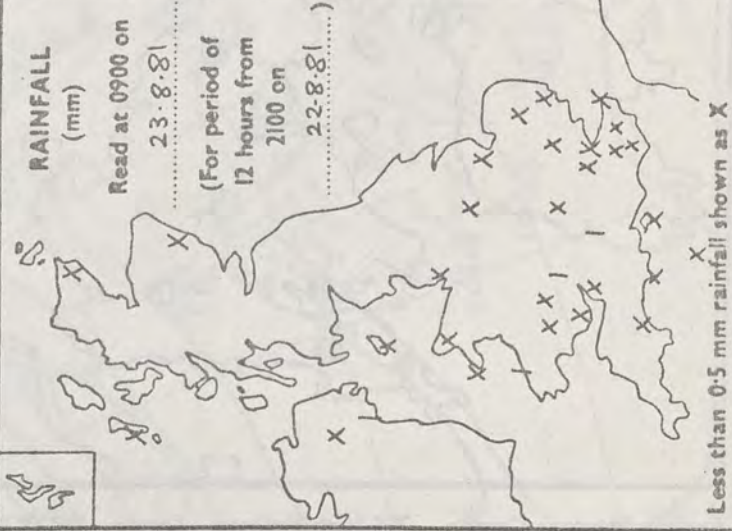 RAINFALL
(mm)
Read at 0900 on
23.8.81
(For period of
12 hours from
2100 on
22.8.81)
Less than 0·5 mm rainfall shown as X